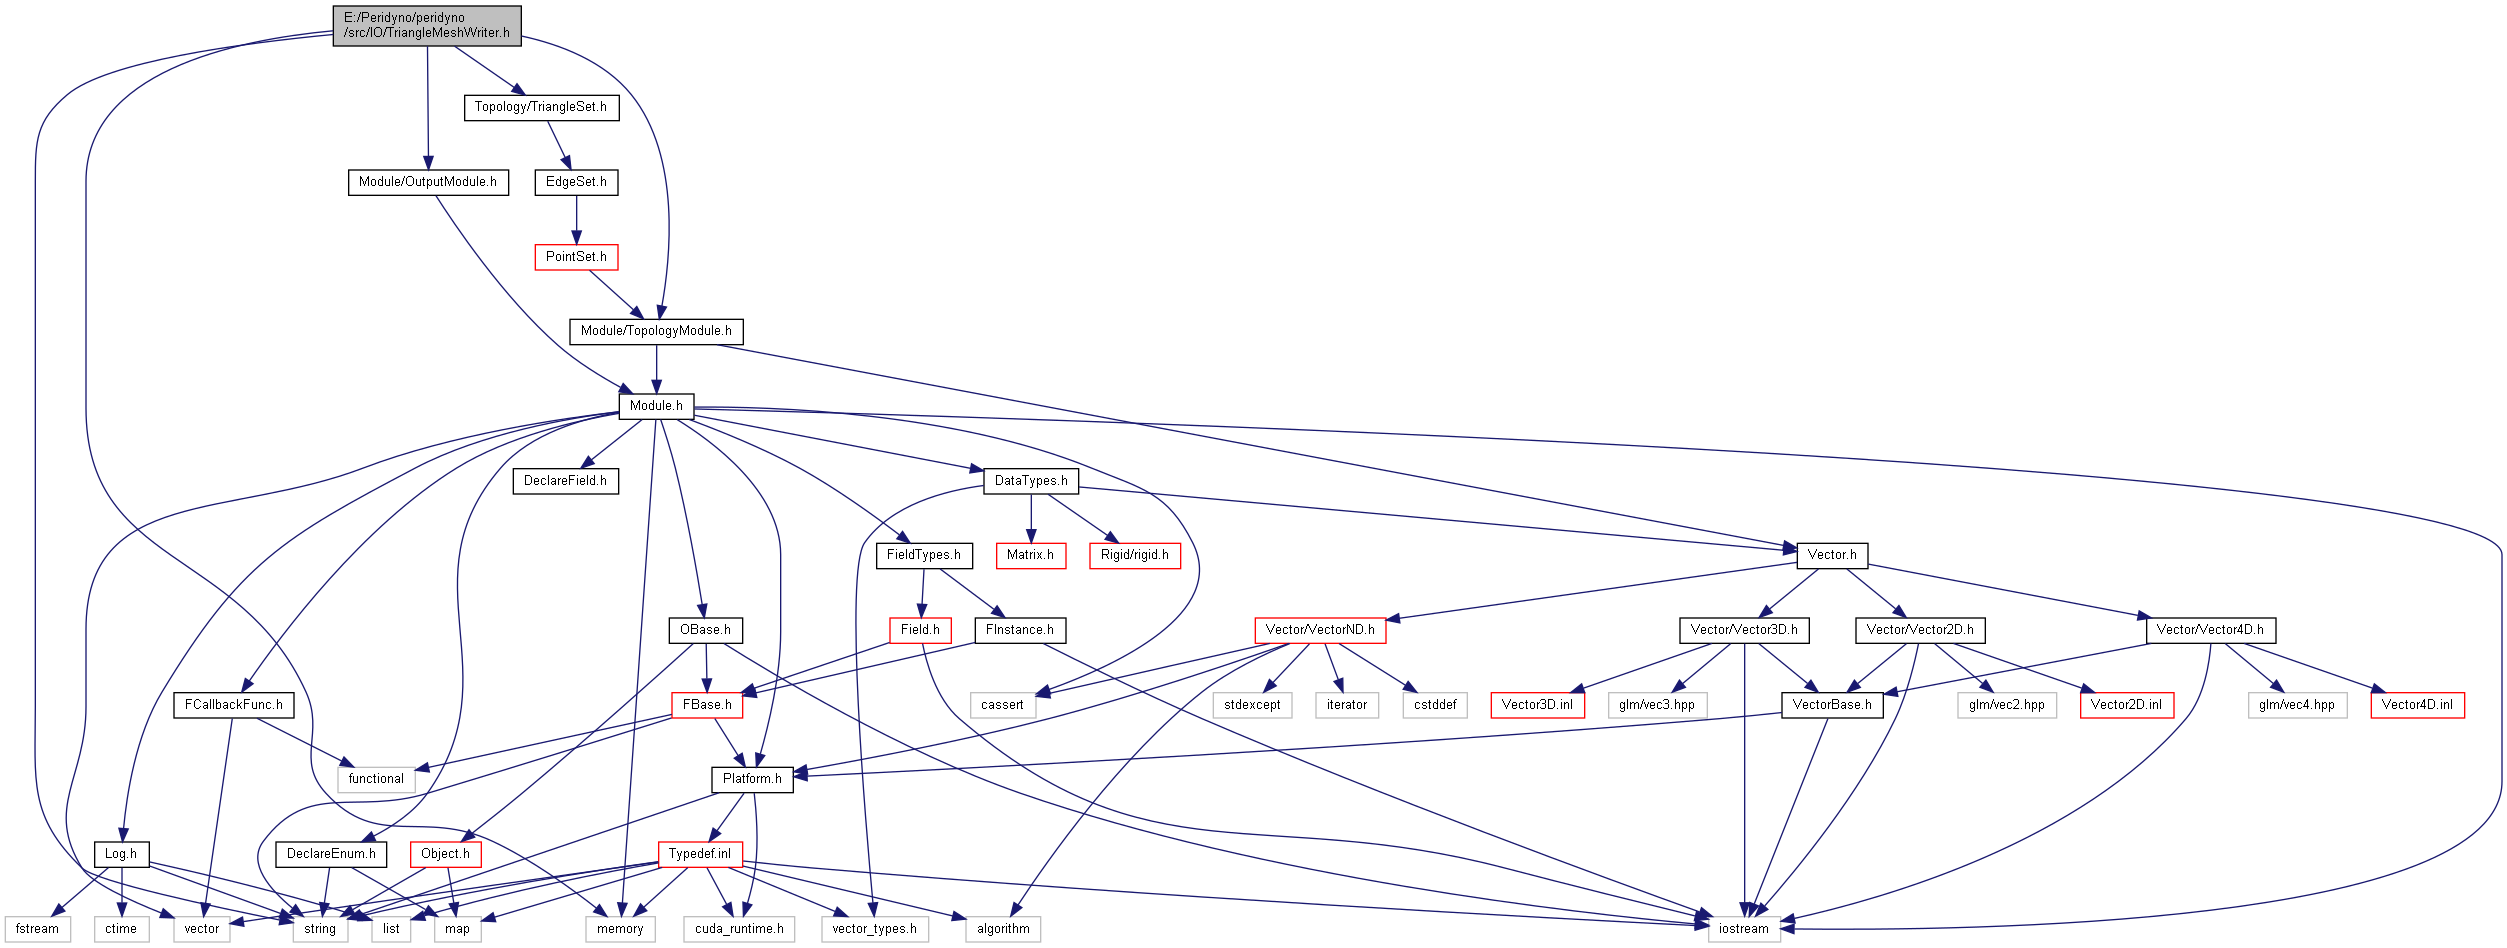 E:/Peridyno/peridyno
/src/IO/TriangleMeshWriter.h
Topology/TriangleSet.h
Module/OutputModule.h
EdgeSet.h
PointSet.h
Module/TopologyModule.h
Module.h
DeclareField.h
DataTypes.h
FieldTypes.h
Matrix.h
Rigid/rigid.h
Vector.h
OBase.h
Field.h
FInstance.h
Vector/VectorND.h
Vector/Vector3D.h
Vector/Vector2D.h
Vector/Vector4D.h
FCallbackFunc.h
FBase.h
cassert
stdexcept
iterator
cstddef
Vector3D.inl
glm/vec3.hpp
VectorBase.h
glm/vec2.hpp
Vector2D.inl
glm/vec4.hpp
Vector4D.inl
functional
Platform.h
Log.h
DeclareEnum.h
Object.h
Typedef.inl
fstream
ctime
vector
string
list
map
memory
cuda_runtime.h
vector_types.h
algorithm
iostream